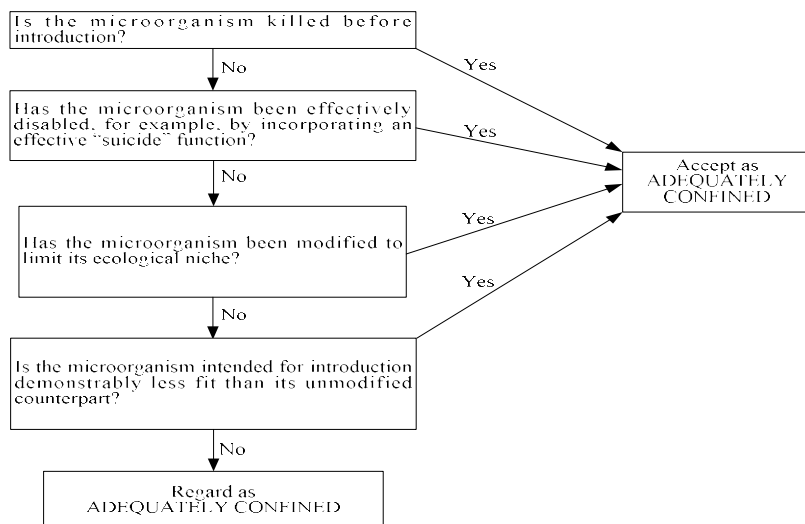 Is the microorganism killed before
introduction?
Yes
No
Has the microorganism been effectively
disabled, for example, by incorporating an
effective “suicide” function?
Yes
Accept as
ADEQUATELY
CONFINED
No
Has the microorganism been modified to
limit its ecological niche?
Yes
Yes
No
Is the microorganism intended for introduction
demonstrably less fit than its unmodified
counterpart?
No
Regard as
ADEQUATELY CONFINED